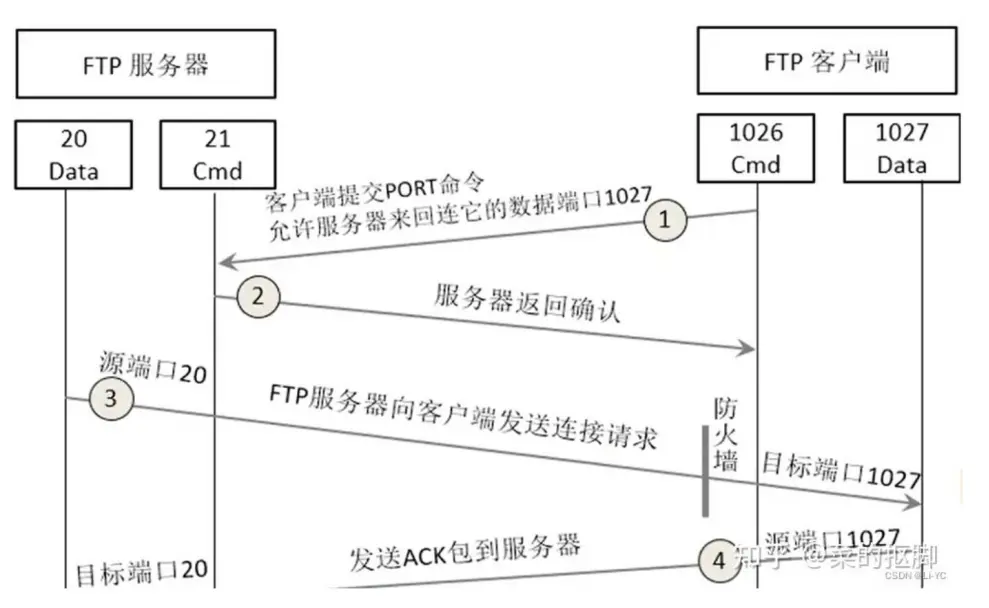 FTP 服务器
FTP 客户端
20
Data
21
Cmd
1026
Cmd
1027
Data
客户端提交PORT命令
允许服务器来回连它的数据端口1027
1
2
服务器返回确认
源端口20
3
FTP服务器向客户端发送连接请求
防火墙
目标端口1027
发送ACK包到服务器
4
源端口1027
目标端口20
知乎 @柔的抠脚
CSDN @LI-YC